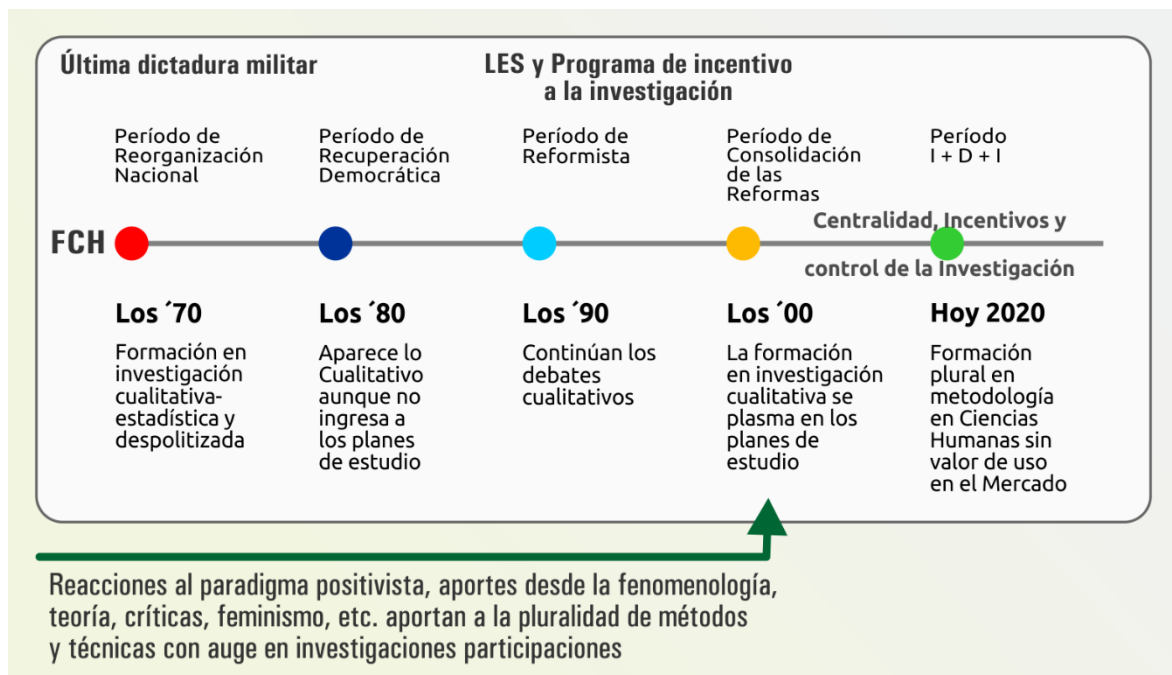 Última dictadura militar
LES y Programa de incentivo
a la investigación
Período de
Reorganización
Nacional
Período de
Recuperación
Democrática
Período de
Reformista
Período de
Consolidación
de las
Reformas
Período
I + D + I
FCH
Centralidad, Incentivos y
control de la Investigación
Los ´70
Formación en
investigación
cualitativa-
estadística y
despolitizada
Los ´80
Aparece lo
Cualitativo
aunque no
ingresa a
los planes
de estudio
Los ´90
Continúan los
debates
cualitativos
Los ´00
La formación
en investigación
cualitativa se
plasma en los
planes de
estudio
Hoy 2020
Formación
plural en
metodología
en Ciencias
Humanas sin
valor de uso
en el Mercado
Reacciones al paradigma positivista, aportes desde la fenomenología,
teoría, críticas, feminismo, etc. aportan a la pluralidad de métodos
y técnicas con auge en investigaciones participaciones